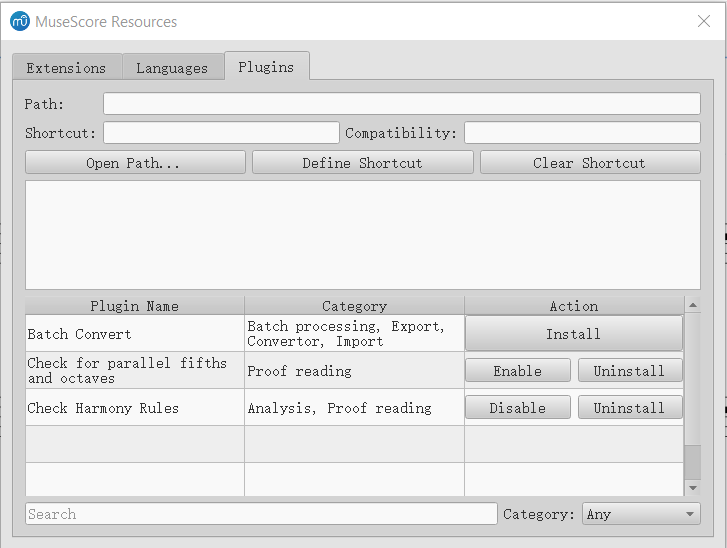 MuseScore Resources
Extensions Languages Plugins
Path:
Shortcut: Compatibility:
Open Path... Define Shortcut Clear Shortcut
Plugin Name Category Action
Batch Convert Batch processing, Export, Convertor, Import Install
Check for parallel fifths and octaves Proof reading Enable Uninstall
Check Harmony Rules Analysis, Proof reading Disable Uninstall
Search Category: Any